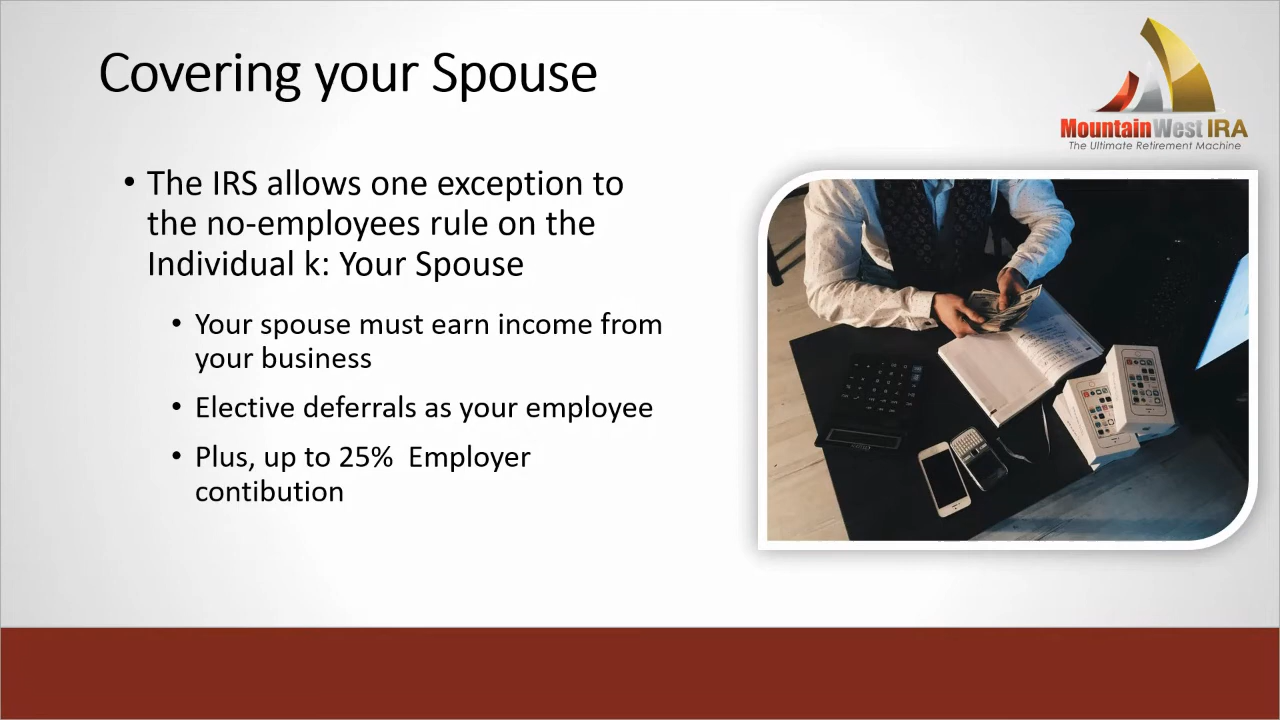 Covering your Spouse
MountainWest IRA
The Ultimate Retirement Machine
• The IRS allows one exception to
the no-employees rule on the
Individual k: Your Spouse
• Your spouse must earn income from
your business
• Elective deferrals as your employee
• Plus, up to 25%  Employer
contibution